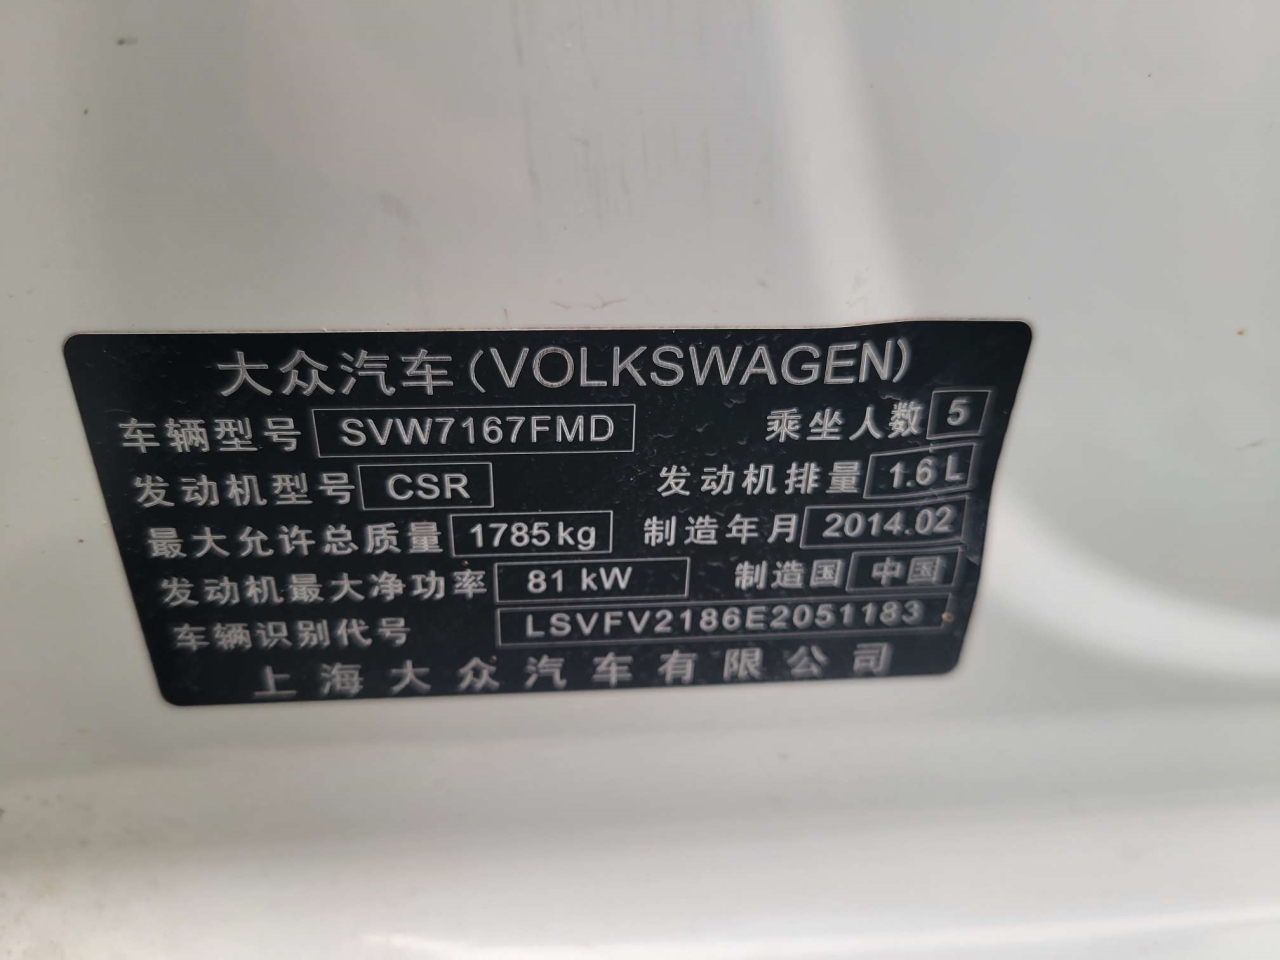 大众汽车(VOLKSWAGEN)
车辆型号 SVW7167FMD 乘坐人数 5
发动机型号 CSR 发动机排量 1.6 L
最大允许总质量 1785kg 制造年月 2014.02
发动机最大净功率 81 kW 制造国 中国
车辆识别代号 LSVFV2186E2051183
上海大众汽车有限公司